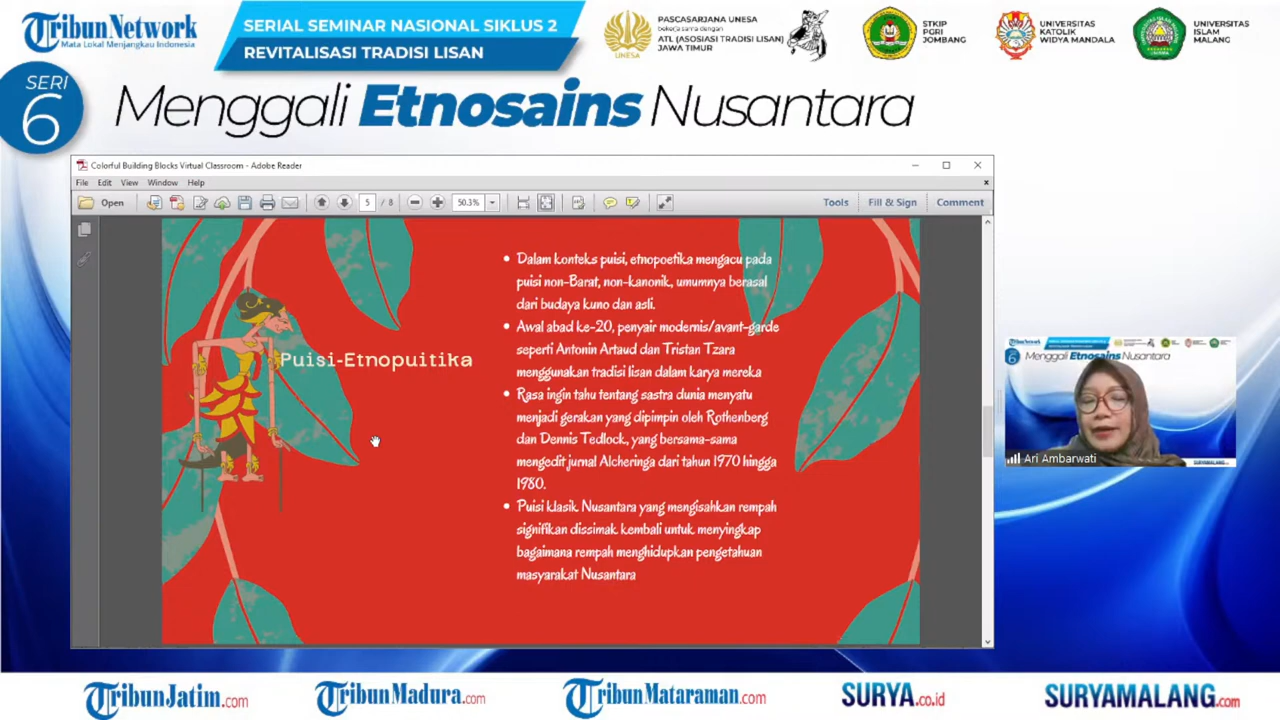 Tribun Network
Mata Lokal Menjangkau Indonesia
SERIAL SEMINAR NASIONAL SIKLUS 2
REVITALISASI TRADISI LISAN
UNESA
PASCASARJANA UNESA
bekerja sama dengan
ATL (ASOSIASI TRADISI LISAN)
JAWA TIMUR
STKIP
PGRI
JOMBANG
UNIVERSITAS
KATOLIK
WIDYA MANDALA
UNIVERSITAS
ISLAM
MALANG
SERI
6
Menggali Etnosains Nusantara
Colorful Building Blocks Virtual Classroom - Adobe Reader
File Edit View Window Help
Open
5 / 8
50.3%
Tools Fill & Sign Comment
Puisi-Etnopuitika
• Dalam konteks puisi, etnopoetika mengacu pada
puisi non-Barat, non-kanonik, umumnya berasal
dari budaya kuno dan asli.
• Awal abad ke-20, penyair modernis/avant-garde
seperti Antonin Artaud dan Tristan Tzara
menggunakan tradisi lisan dalam karya mereka
• Rasa ingin tahu tentang sastra dunia menyatu
menjadi gerakan yang dipimpin oleh Rothenberg
dan Dennis Tedlock, yang bersama-sama
mengedit jurnal Alcheringa dari tahun 1970 hingga
1980.
• Puisi klasik Nusantara yang mengisahkan rempah
signifikan dissimak kembali untuk menyingkap
bagaimana rempah menghidupkan pengetahuan
masyarakat Nusantara
Menggali Etnosains Nusantara
Ari Ambarwati
SURYAMALANG.com
TribunJatim.com
TribunMadura.com
TribunMataraman.com
SURYA.co.id
SURYAMALANG.com